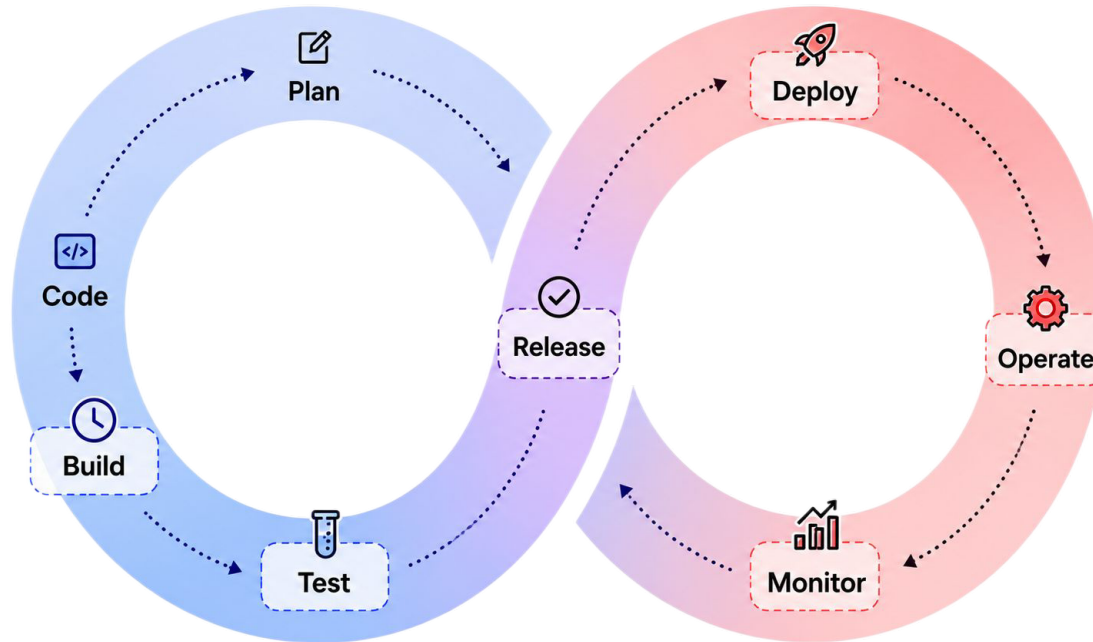 Plan
Deploy
</>
Code
Release
Operate
Build
Test
Monitor